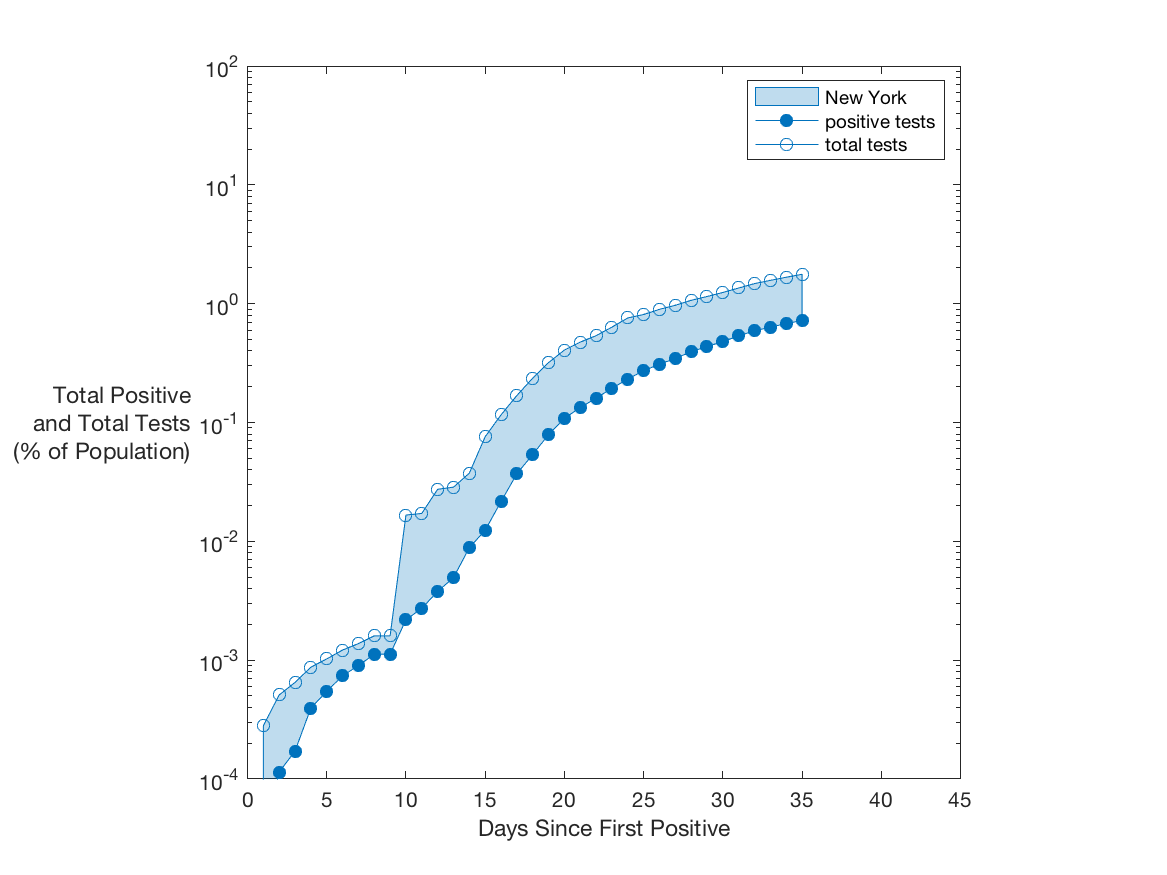 10^2
10^1
10^0
10^-1
10^-2
10^-3
10^-4
Total Positive
and Total Tests
(% of Population)
New York
positive tests
total tests
0 5 10 15 20 25 30 35 40 45
Days Since First Positive